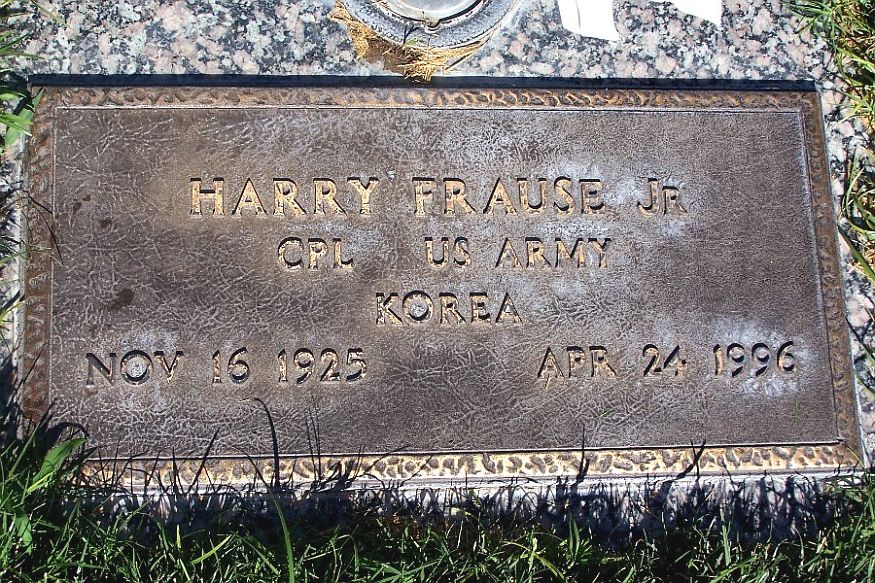 HARRY FRAUSE JR
CPL US ARMY
KOREA
NOV 16 1925 APR 24 1996